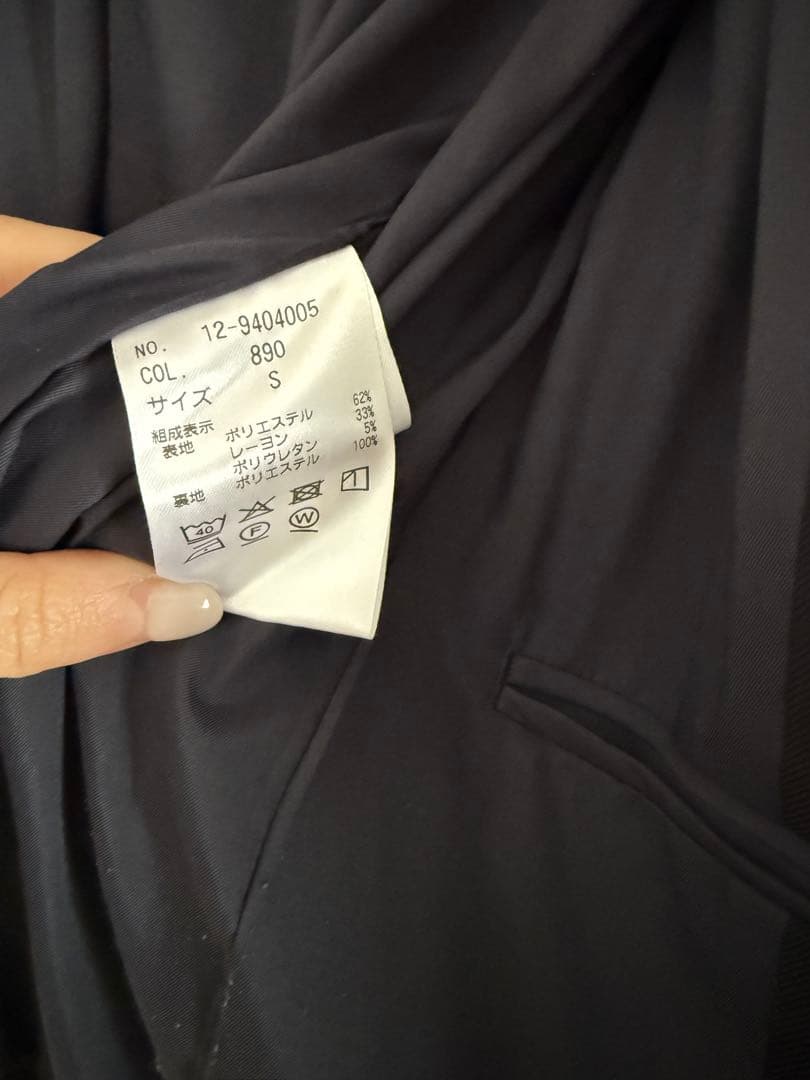 NO. 12-9404005
COL. 890
サイズ S
組成表示
表地 ポリエステル 62%
レーヨン 33%
ポリウレタン 5%
裏地 ポリエステル 100%
40
F W